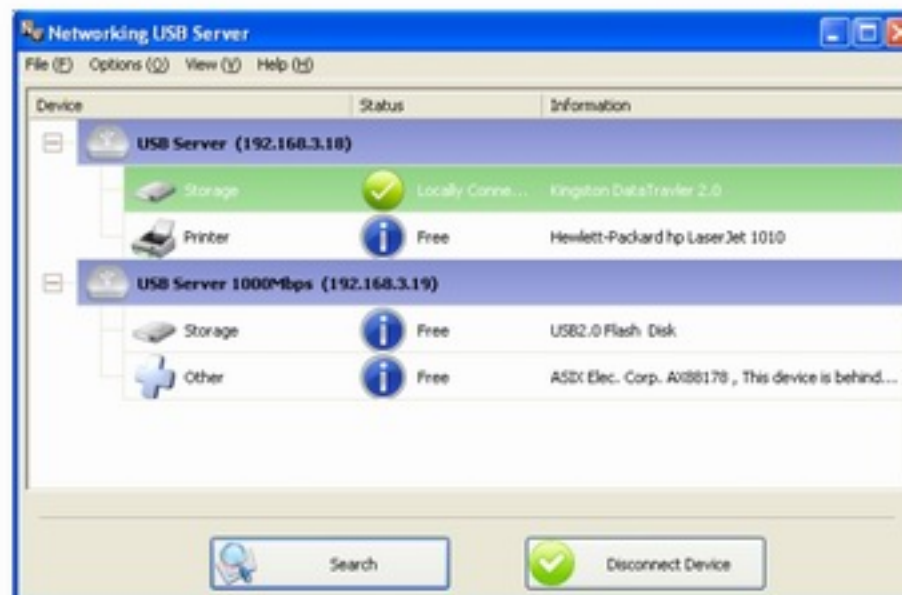 Networking USB Server
File (F) Options (O) View (V) Help (H)
Device Status Information
USB Server (192.168.3.18)
Storage Locally Conne... Kingston DataTravler 2.0
Printer Free Hewlett-Packard hp LaserJet 1010
USB Server 1000Mbps (192.168.3.19)
Storage Free USB2.0 Flash Disk
Other Free ASIX Elec. Corp. AX88178 , This device is behind....
Search Disconnect Device